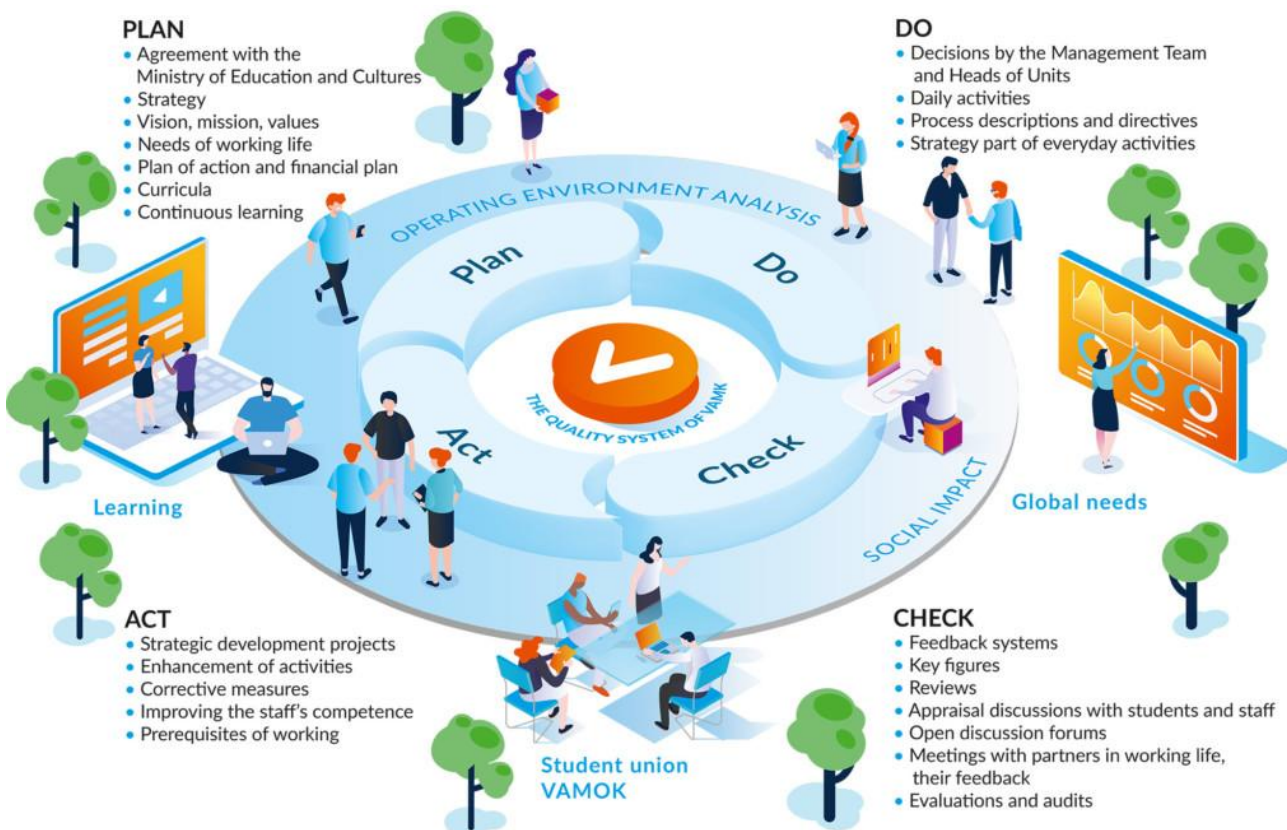 PLAN
• Agreement with the
Ministry of Education and Cultures
• Strategy
• Vision, mission, values
• Needs of working life
• Plan of action and financial plan
• Curricula
• Continuous learning
DO
• Decisions by the Management Team
and Heads of Units
• Daily activities
• Process descriptions and directives
• Strategy part of everyday activities
OPERATING ENVIRONMENT ANALYSIS
Plan
Do
THE QUALITY SYSTEM OF VAMK
Act
Check
SOCIAL IMPACT
Learning
Global needs
ACT
• Strategic development projects
• Enhancement of activities
• Corrective measures
• Improving the staff's competence
• Prerequisites of working
Student union
VAMOK
CHECK
• Feedback systems
• Key figures
• Reviews
• Appraisal discussions with students and staff
• Open discussion forums
• Meetings with partners in working life,
their feedback
• Evaluations and audits